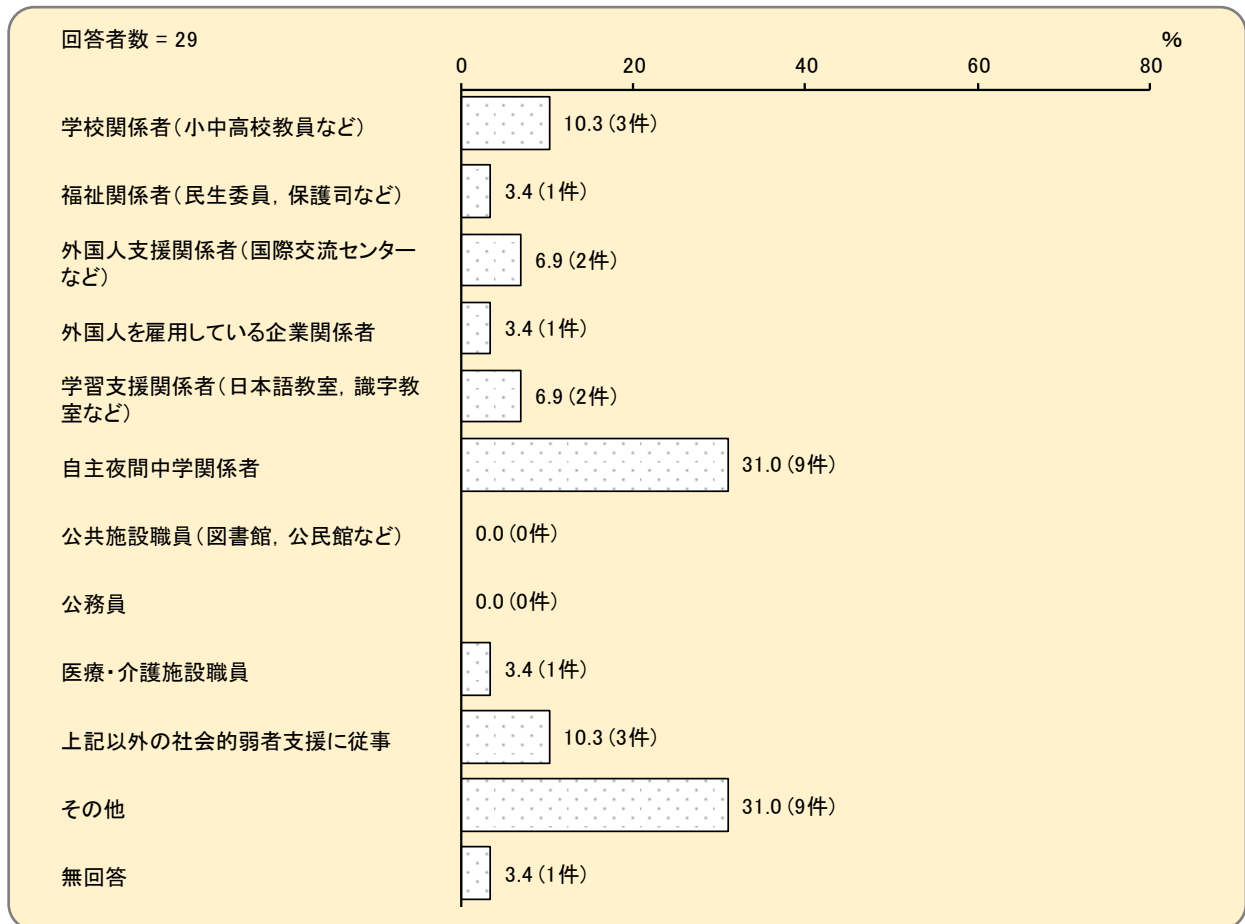 回答者数 = 29
%
0 20 40 60 80
学校関係者(小中高校教員など) 10.3 (3件)
福祉関係者(民生委員,保護司など) 3.4 (1件)
外国人支援関係者(国際交流センター
など) 6.9 (2件)
外国人を雇用している企業関係者 3.4 (1件)
学習支援関係者(日本語教室,識字教
室など) 6.9 (2件)
自主夜間中学関係者 31.0 (9件)
公共施設職員(図書館,公民館など) 0.0 (0件)
公務員 0.0 (0件)
医療・介護施設職員 3.4 (1件)
上記以外の社会的弱者支援に従事 10.3 (3件)
その他 31.0 (9件)
無回答 3.4 (1件)